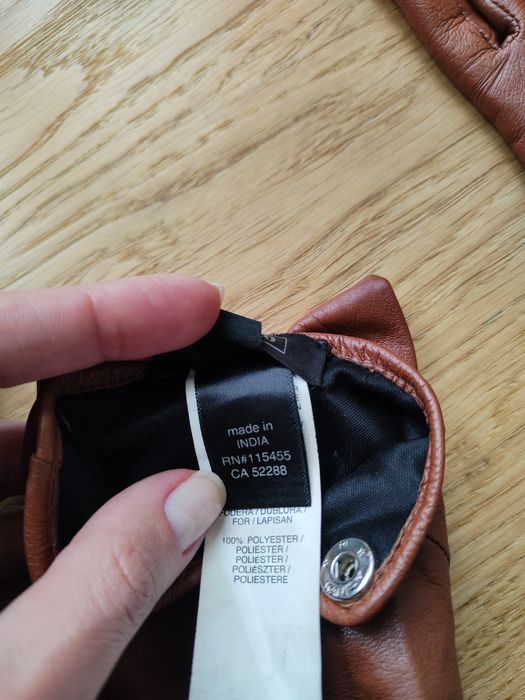 made in
INDIA
RN#115455
CA 52288
FODERA / DUBLURA /
FOR / LAPISAN
100% POLYESTER /
POLIESTER /
POLIESTER /
POLIÉSZTER /
POLIESTERE